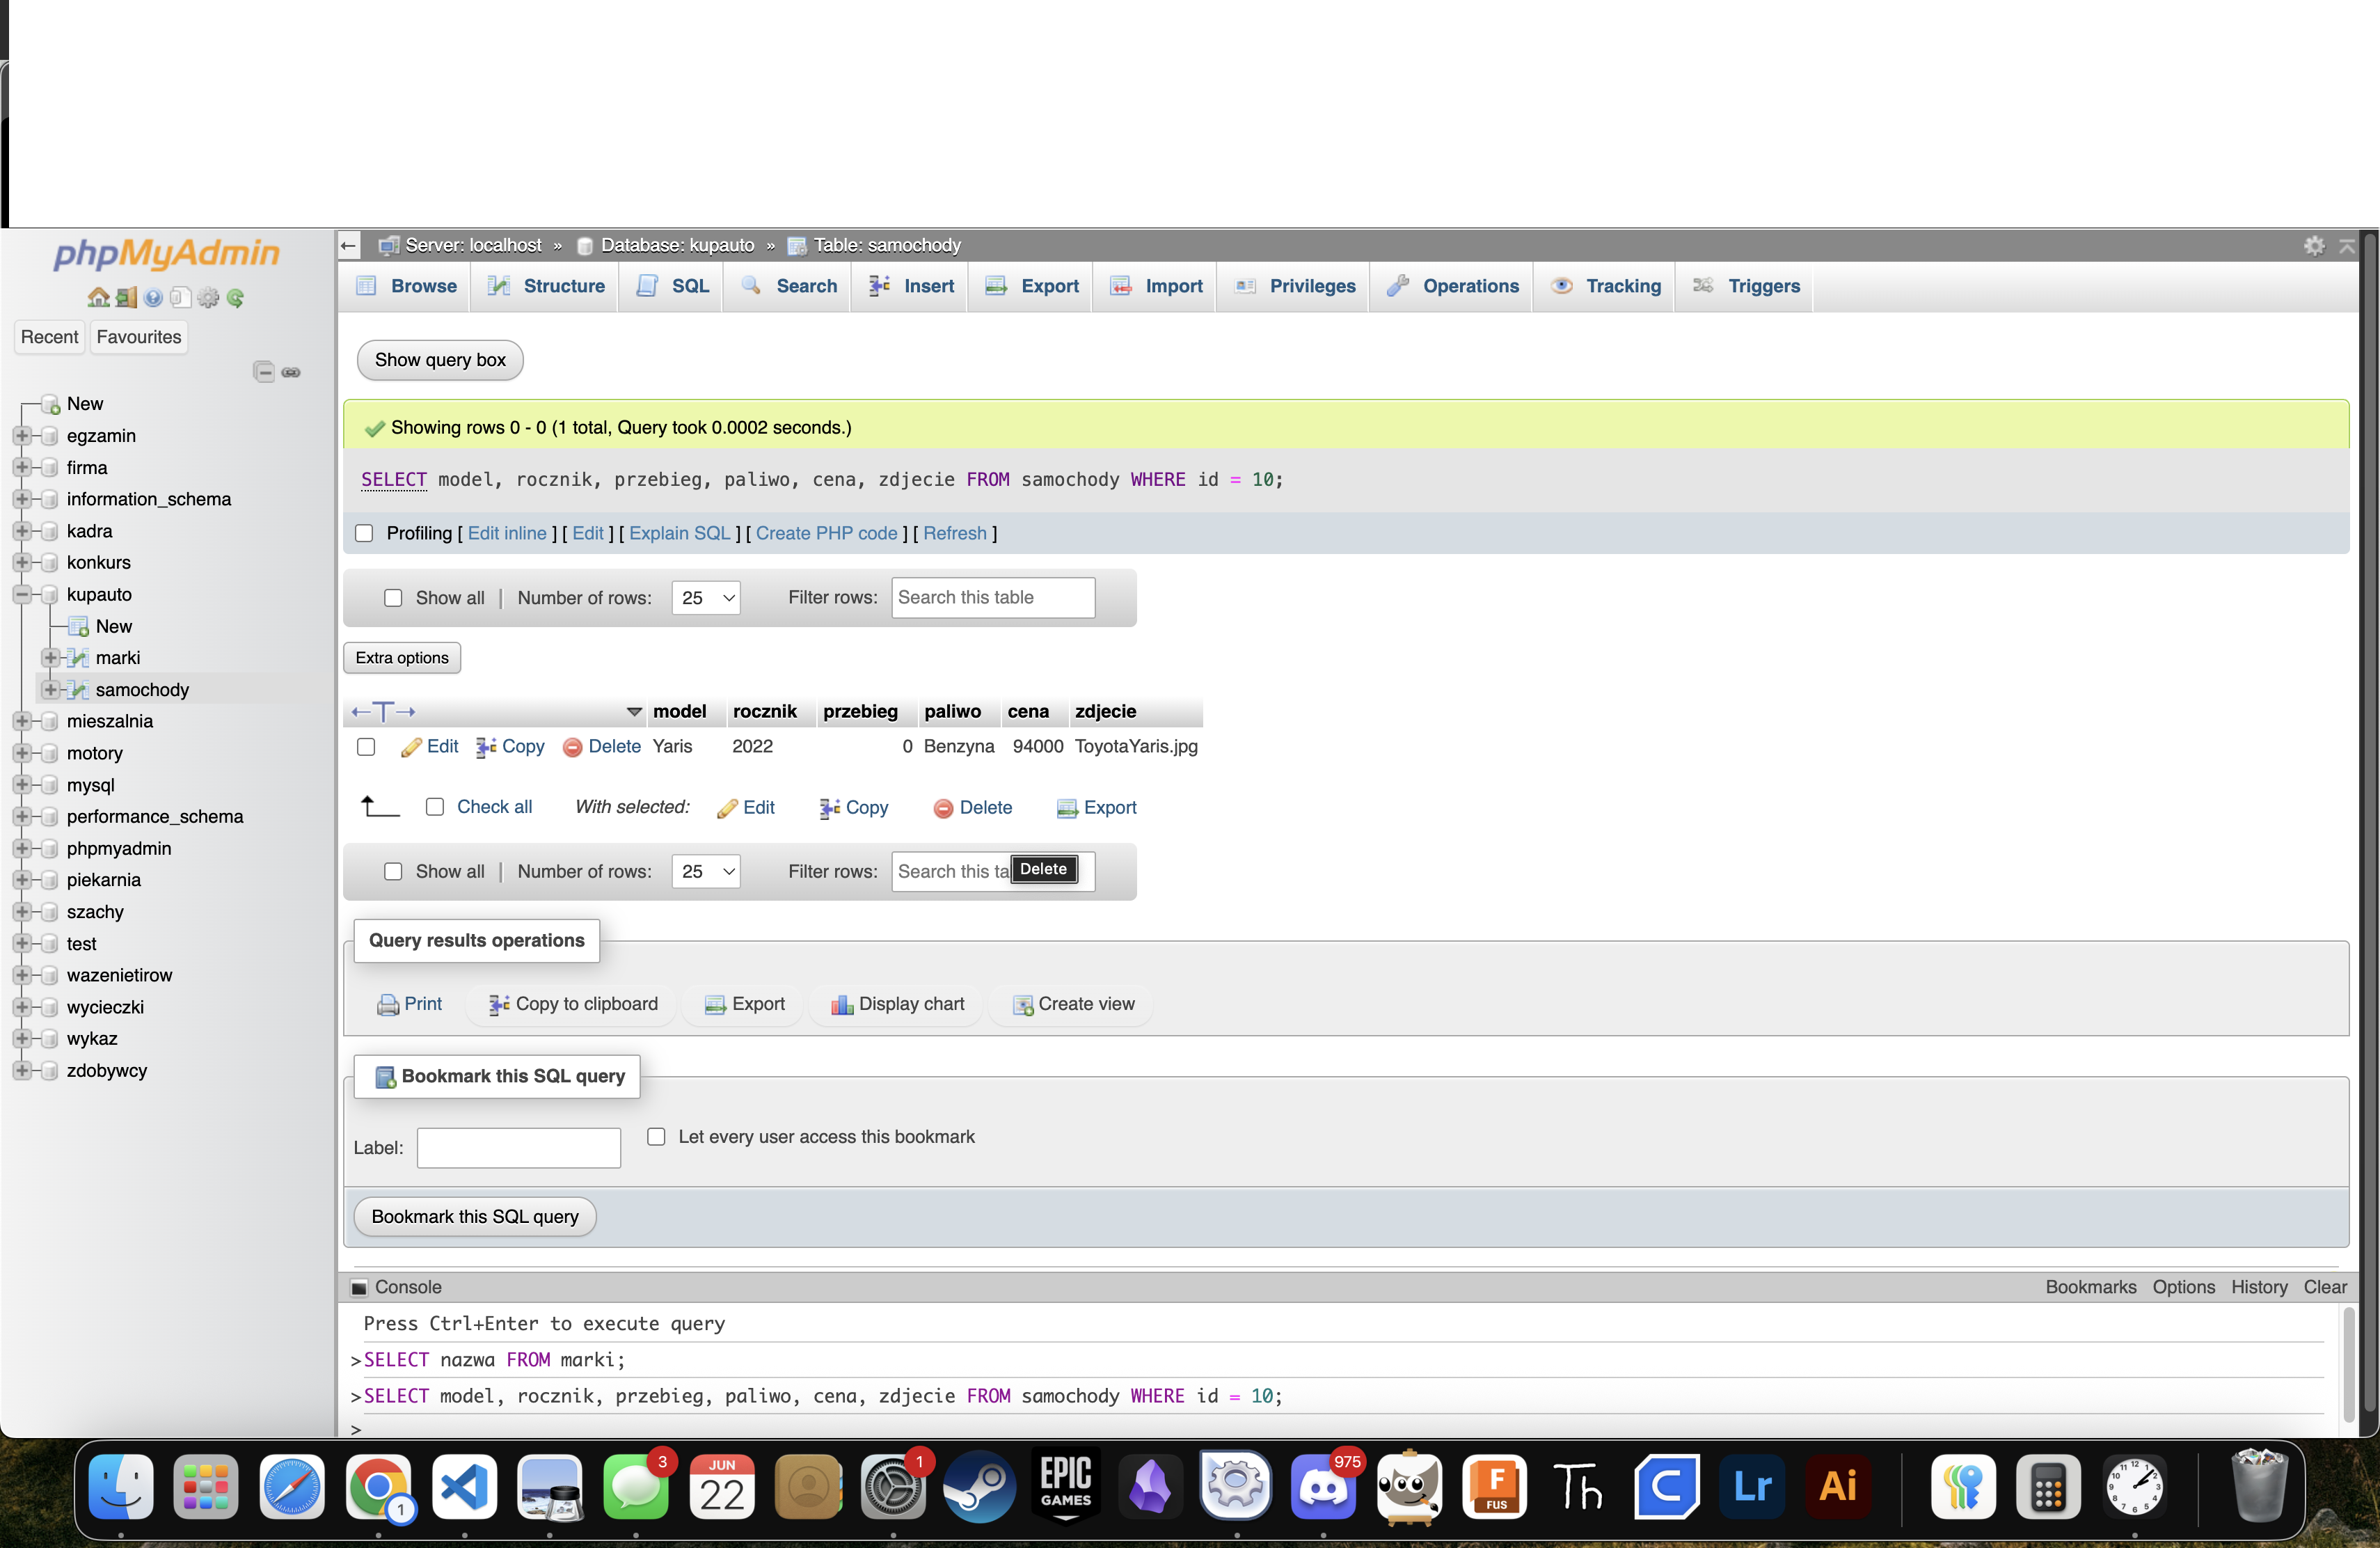 phpMyAdmin
Recent Favourites
New
egzamin
firma
information_schema
kadra
konkurs
kupauto
New
marki
samochody
mieszalnia
motory
mysql
performance_schema
phpmyadmin
piekarnia
szachy
test
wazenietirow
wycieczki
wykaz
zdobywcy
Server: localhost » Database: kupauto » Table: samochody
Browse Structure SQL Search Insert Export Import Privileges Operations Tracking Triggers
Show query box
Showing rows 0 - 0 (1 total, Query took 0.0002 seconds.)
SELECT model, rocznik, przebieg, paliwo, cena, zdjecie FROM samochody WHERE id = 10;
Profiling [ Edit inline ] [ Edit ] [ Explain SQL ] [ Create PHP code ] [ Refresh ]
Show all | Number of rows: 25 Filter rows: Search this table
Extra options
←T→ model rocznik przebieg paliwo cena zdjecie
Edit Copy Delete Yaris 2022 0 Benzyna 94000 ToyotaYaris.jpg
Check all With selected: Edit Copy Delete Export
Show all | Number of rows: 25 Filter rows: Search this ta Delete
Query results operations
Print Copy to clipboard Export Display chart Create view
Bookmark this SQL query
Label: Let every user access this bookmark
Bookmark this SQL query
Console Bookmarks Options History Clear
Press Ctrl+Enter to execute query
>SELECT nazwa FROM marki;
>SELECT model, rocznik, przebieg, paliwo, cena, zdjecie FROM samochody WHERE id = 10;
>
1 3 JUN 22 1 EPIC GAMES 975 F FUS Th C Lr Ai